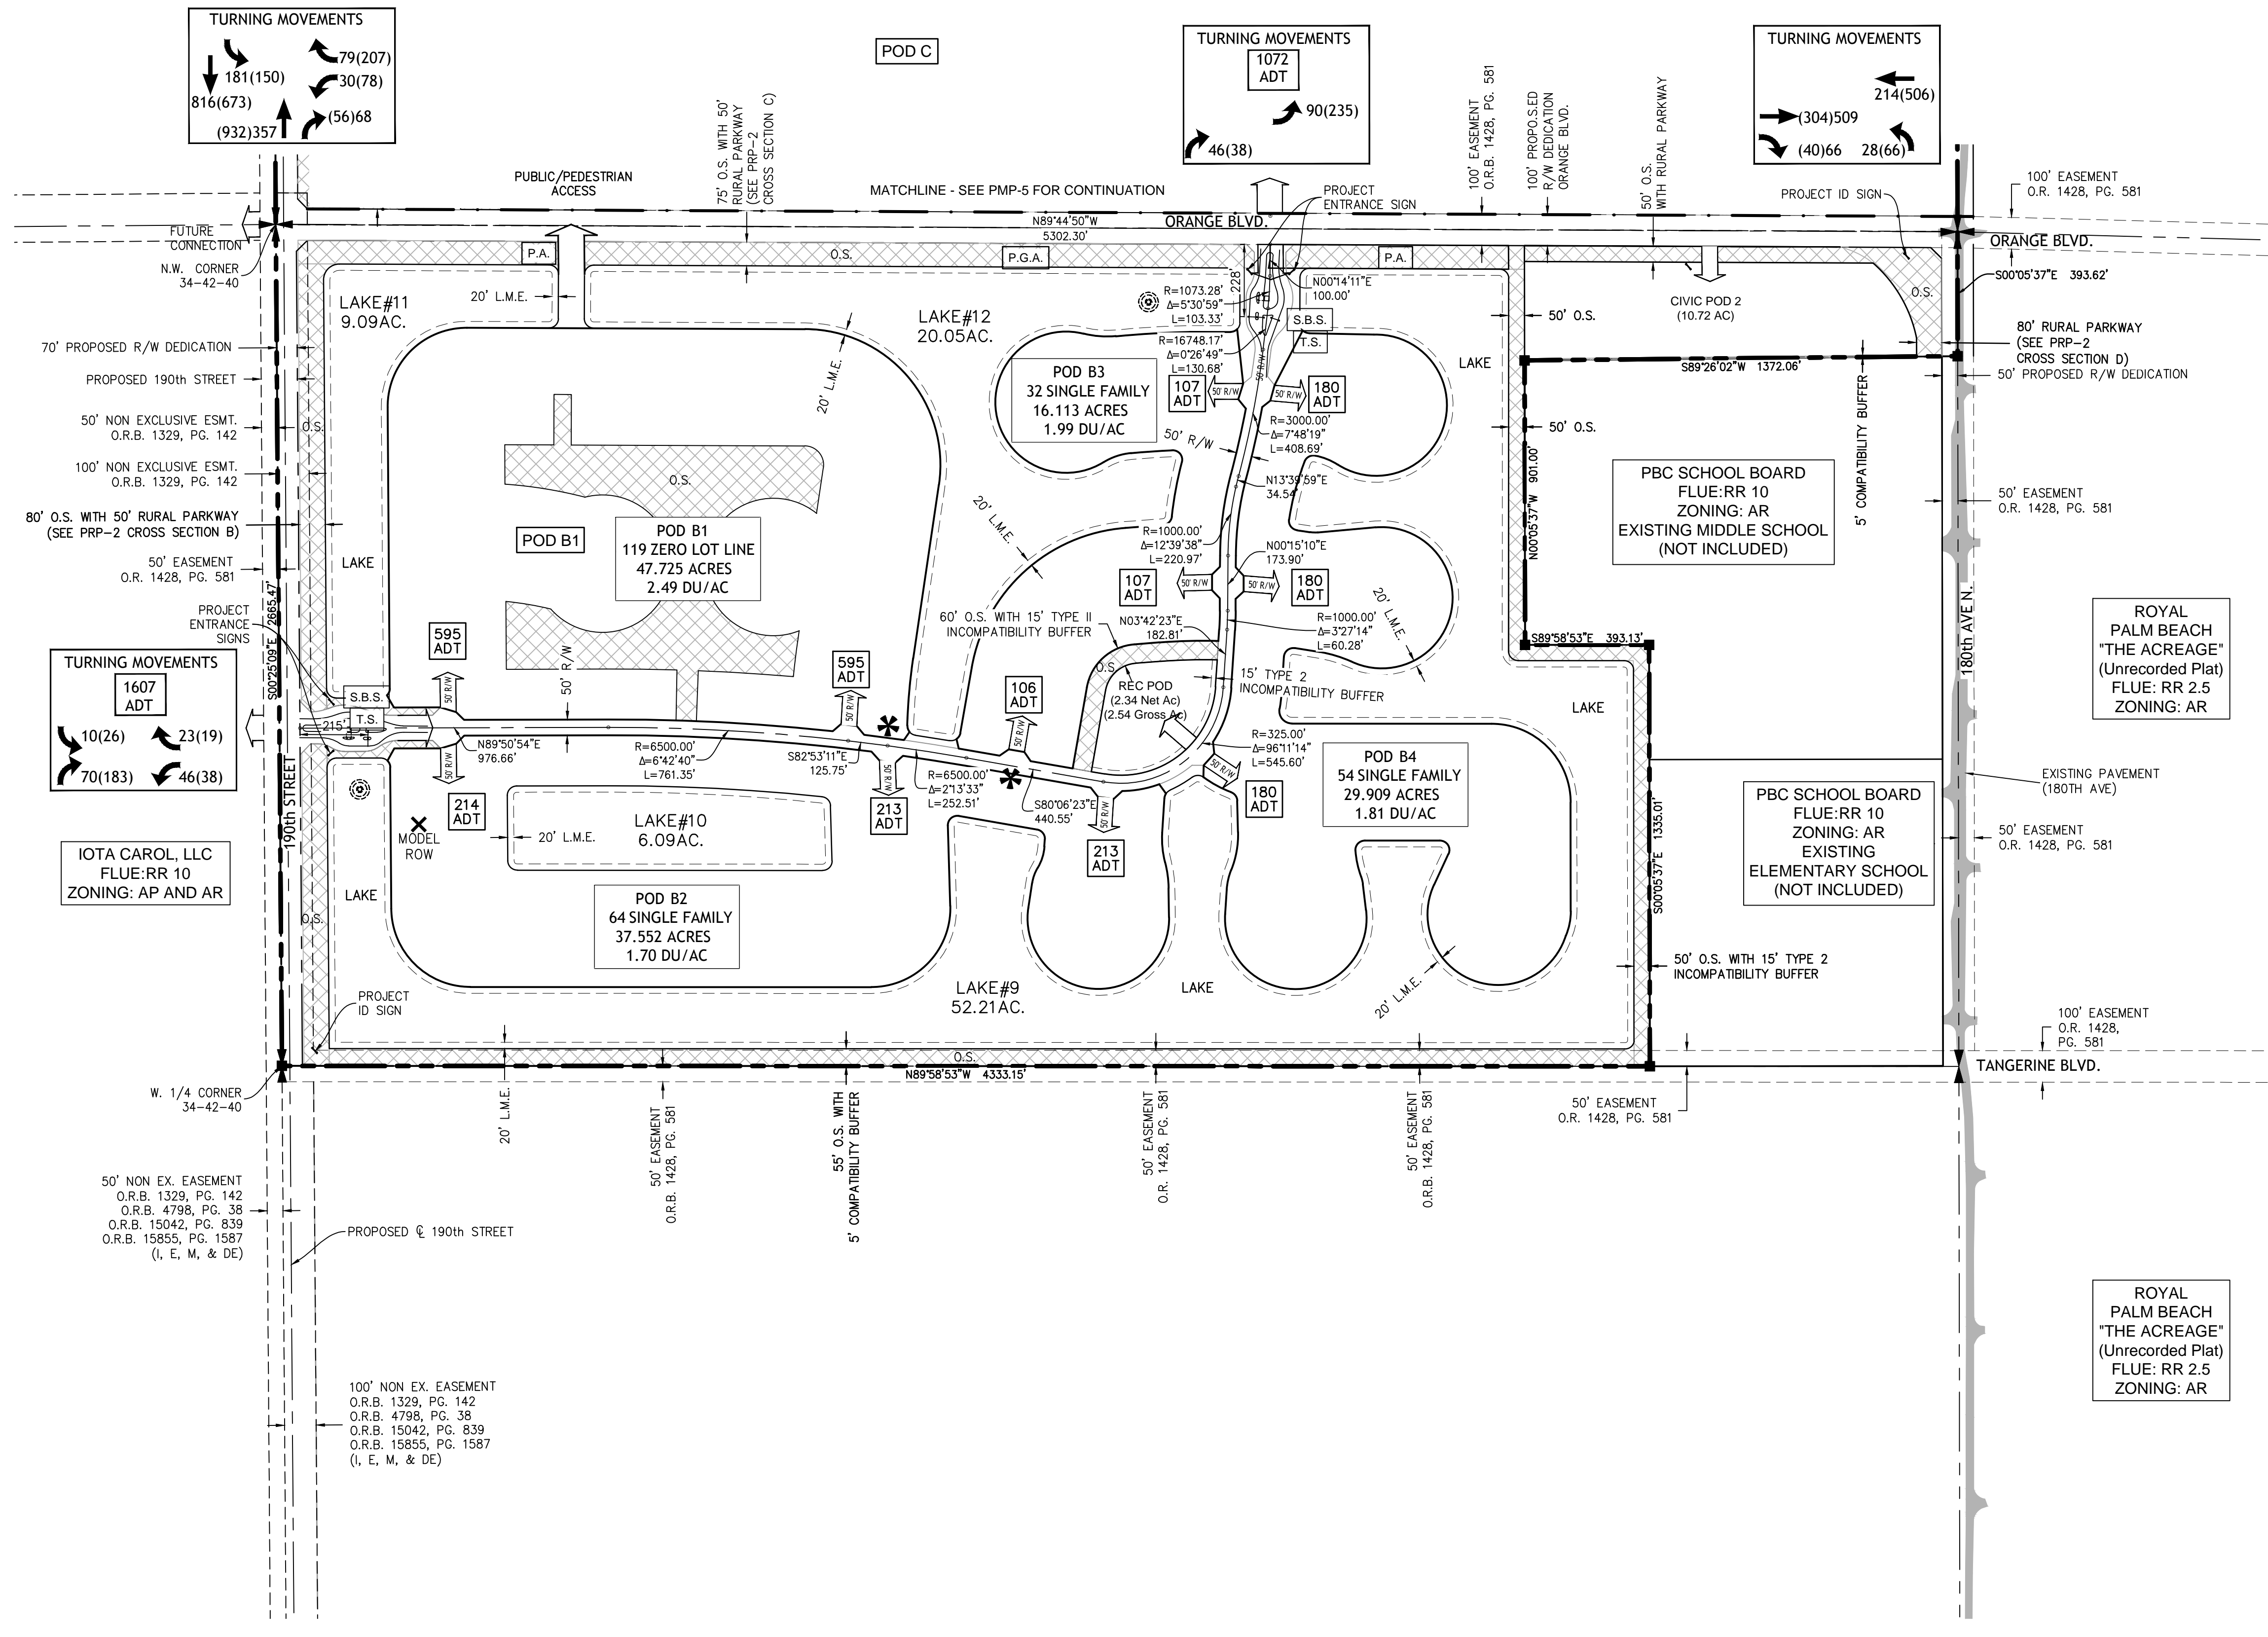 TURNING MOVEMENTS
181(150)
79(207)
30(78)
816(673)
(56)68
(932)357
POD C
TURNING MOVEMENTS
1072
ADT
90(235)
46(38)
TURNING MOVEMENTS
214(506)
(304)509
(40)66
28(66)
75' O.S. WITH 50'
RURAL PARKWAY
(SEE PRP-2
CROSS SECTION C)
100' EASEMENT
O.R.B. 1428, PG. 581
100' PROPO.S.ED
R/W DEDICATION
ORANGE BLVD.
50' O.S.
WITH RURAL PARKWAY
PUBLIC/PEDESTRIAN
ACCESS
MATCHLINE - SEE PMP-5 FOR CONTINUATION
PROJECT
ENTRANCE SIGN
PROJECT ID SIGN
100' EASEMENT
O.R. 1428, PG. 581
FUTURE
CONNECTION
N89°44'50"W
5302.30'
ORANGE BLVD.
ORANGE BLVD.
N.W. CORNER
34-42-40
P.A.
O.S.
P.G.A.
P.A.
S00°05'37"E 393.62'
LAKE#11
9.09AC.
20' L.M.E.
LAKE#12
20.05AC.
228'
R=1073.28'
Δ=5°30'59"
L=103.33'
N00°14'11"E
100.00'
S.B.S.
T.S.
R=16748.17'
Δ=0°26'49"
L=130.68'
50' R/W
LAKE
50' O.S.
CIVIC POD 2
(10.72 AC)
O.S.
80' RURAL PARKWAY
(SEE PRP-2
CROSS SECTION D)
50' PROPOSED R/W DEDICATION
70' PROPOSED R/W DEDICATION
PROPOSED 190th STREET
20' L.M.E.
POD B3
32 SINGLE FAMILY
16.113 ACRES
1.99 DU/AC
107
ADT
50' R/W
50' R/W
180
ADT
S89°26'02"W 1372.06'
5' COMPATIBILITY BUFFER
50' NON EXCLUSIVE ESMT.
O.R.B. 1329, PG. 142
O.S.
R=3000.00'
Δ=7°48'19"
L=408.69'
50' R/W
50' O.S.
100' NON EXCLUSIVE ESMT.
O.R.B. 1329, PG. 142
O.S.
N13°39'59"E
34.54'
N00°05'37"W 901.00'
PBC SCHOOL BOARD
FLUE:RR 10
ZONING: AR
EXISTING MIDDLE SCHOOL
(NOT INCLUDED)
50' EASEMENT
O.R. 1428, PG. 581
80' O.S. WITH 50' RURAL PARKWAY
(SEE PRP-2 CROSS SECTION B)
POD B1
POD B1
119 ZERO LOT LINE
47.725 ACRES
2.49 DU/AC
20' L.M.E.
R=1000.00'
Δ=12°39'38"
L=220.97'
N00°15'10"E
173.90'
50' EASEMENT
O.R. 1428, PG. 581
LAKE
107
ADT
50' R/W
50' R/W
180
ADT
20' L.M.E.
S00°25'09"E 2665.47'
PROJECT
ENTRANCE
SIGNS
60' O.S. WITH 15' TYPE II
INCOMPATIBILITY BUFFER
N03°42'23"E
182.81'
R=1000.00'
Δ=3°27'14"
L=60.28'
S89°58'53"E 393.13'
180th AVE N.
ROYAL
PALM BEACH
"THE ACREAGE"
(Unrecorded Plat)
FLUE: RR 2.5
ZONING: AR
TURNING MOVEMENTS
1607
ADT
10(26)
23(19)
70(183)
46(38)
595
ADT
50' R/W
50' R/W
595
ADT
50' R/W
106
ADT
50' R/W
O.S.
REC POD
(2.34 Net Ac)
(2.54 Gross Ac)
15' TYPE 2
INCOMPATIBILITY BUFFER
LAKE
S.B.S.
T.S.
215'
N89°50'54"E
976.66'
R=6500.00'
Δ=6°42'40"
L=761.35'
S82°53'11"E
125.75'
R=325.00'
Δ=96°11'14"
L=545.60'
POD B4
54 SINGLE FAMILY
29.909 ACRES
1.81 DU/AC
50' R/W
214
ADT
50' R/W
213
ADT
R=6500.00'
Δ=2°13'33"
L=252.51'
S80°06'23"E
440.55'
50' R/W
180
ADT
50' R/W
213
ADT
EXISTING PAVEMENT
(180TH AVE)
PBC SCHOOL BOARD
FLUE:RR 10
ZONING: AR
EXISTING
ELEMENTARY SCHOOL
(NOT INCLUDED)
190th STREET
MODEL
ROW
20' L.M.E.
LAKE#10
6.09AC.
50' EASEMENT
O.R. 1428, PG. 581
IOTA CAROL, LLC
FLUE:RR 10
ZONING: AP AND AR
LAKE
O.S.
POD B2
64 SINGLE FAMILY
37.552 ACRES
1.70 DU/AC
S00°05'37"E 1335.01'
50' O.S. WITH 15' TYPE 2
INCOMPATIBILITY BUFFER
PROJECT
ID SIGN
LAKE#9
52.21AC.
LAKE
20' L.M.E.
100' EASEMENT
O.R. 1428,
PG. 581
O.S.
N89°58'53"W 4333.15'
TANGERINE BLVD.
W. 1/4 CORNER
34-42-40
20' L.M.E.
50' EASEMENT
O.R.B. 1428, PG. 581
55' O.S. WITH
5' COMPATIBILITY BUFFER
50' EASEMENT
O.R. 1428, PG. 581
50' EASEMENT
O.R.B. 1428, PG. 581
50' EASEMENT
O.R. 1428, PG. 581
50' NON EX. EASEMENT
O.R.B. 1329, PG. 142
O.R.B. 4798, PG. 38
O.R.B. 15042, PG. 839
O.R.B. 15855, PG. 1587
(I, E, M, & DE)
PROPOSED ℄ 190th STREET
ROYAL
PALM BEACH
"THE ACREAGE"
(Unrecorded Plat)
FLUE: RR 2.5
ZONING: AR
100' NON EX. EASEMENT
O.R.B. 1329, PG. 142
O.R.B. 4798, PG. 38
O.R.B. 15042, PG. 839
O.R.B. 15855, PG. 1587
(I, E, M, & DE)